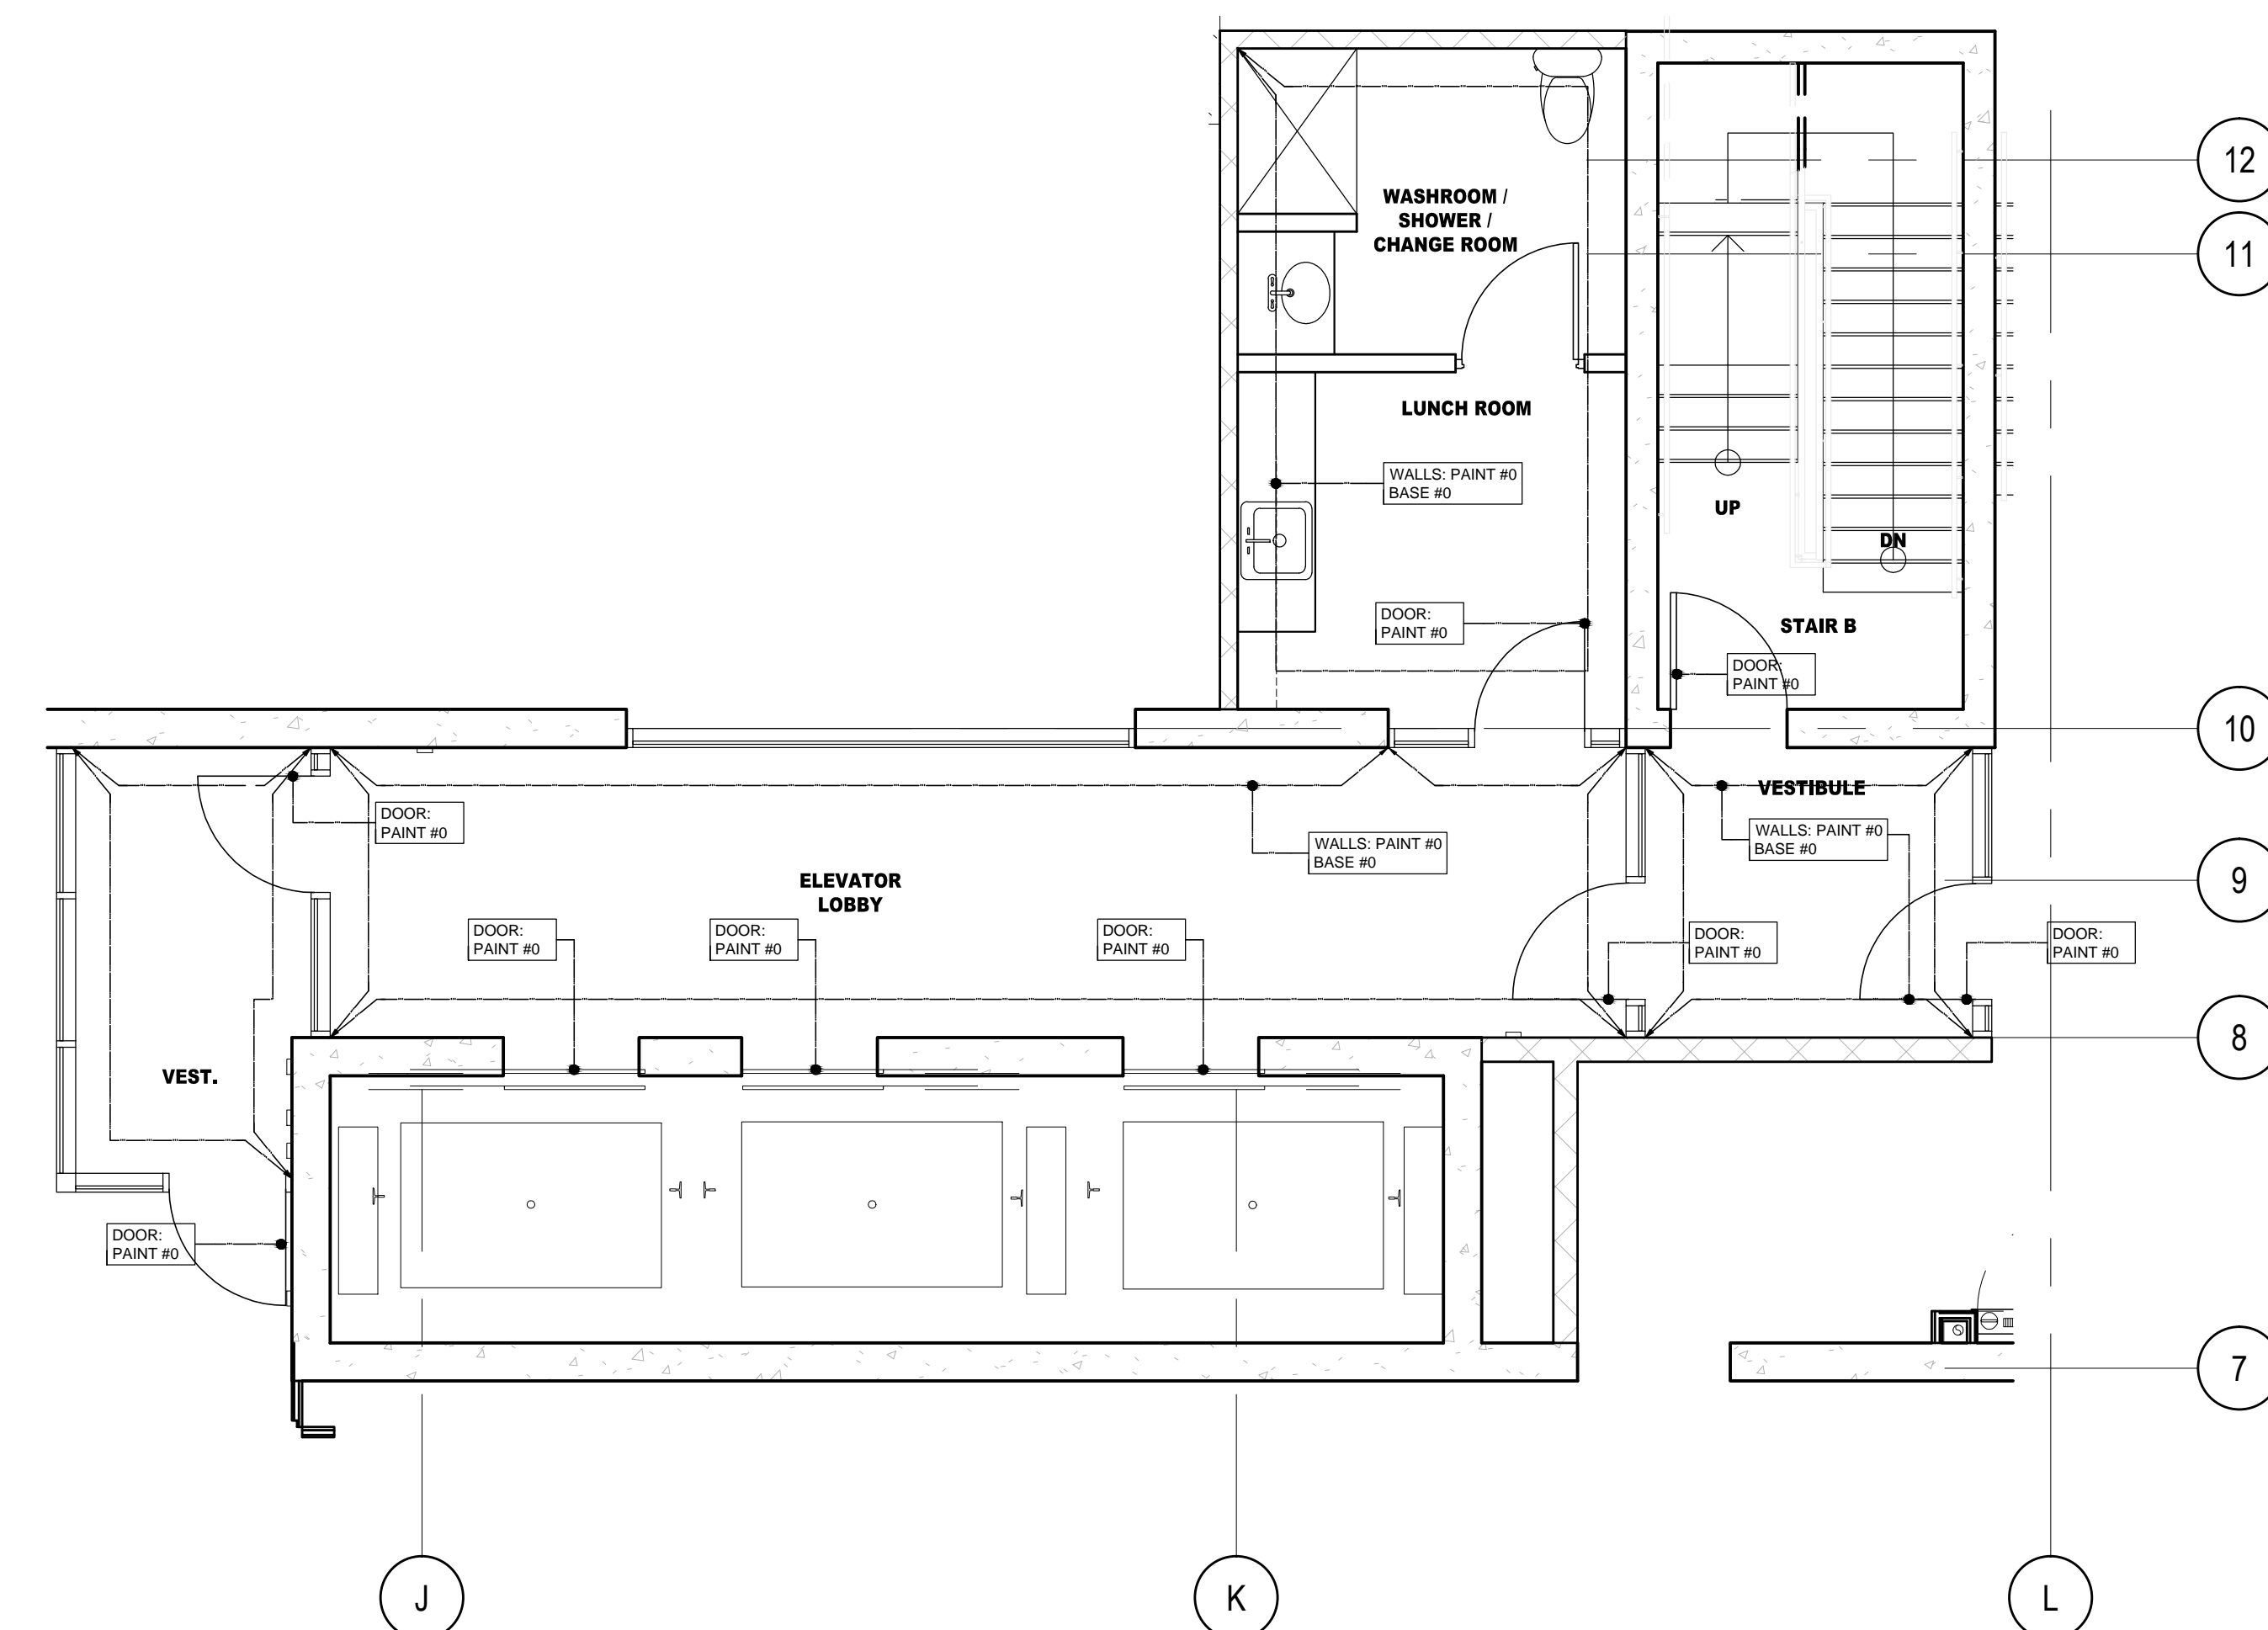 12
WASHROOM /
SHOWER /
CHANGE ROOM
11
LUNCH ROOM
WALLS: PAINT #0
BASE #0
UP
DN
DOOR:
PAINT #0
STAIR B
DOOR:
PAINT #0
10
VESTIBULE
DOOR:
PAINT #0
WALLS: PAINT #0
BASE #0
WALLS: PAINT #0
BASE #0
ELEVATOR
LOBBY
9
DOOR:
PAINT #0
DOOR:
PAINT #0
DOOR:
PAINT #0
DOOR:
PAINT #0
DOOR:
PAINT #0
8
VEST.
DOOR:
PAINT #0
7
J
K
L